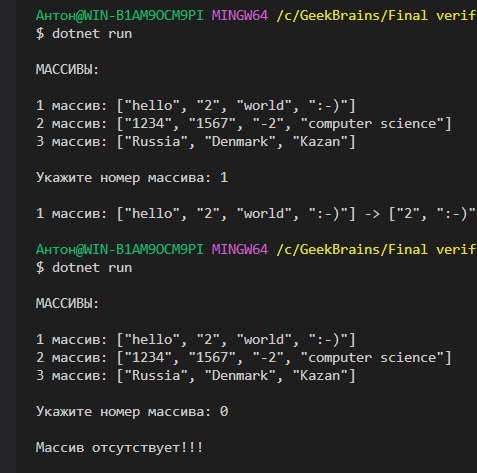 Антон@WIN-B1AM9OCM9PI MINGW64 /c/GeekBrains/Final verif
$ dotnet run
МАССИВЫ:
1 массив: ["hello", "2", "world", ":-)"]
2 массив: ["1234", "1567", "-2", "computer science"]
3 массив: ["Russia", "Denmark", "Kazan"]
Укажите номер массива: 1
1 массив: ["hello", "2", "world", ":-)"] -> ["2", ":-)"
Антон@WIN-B1AM9OCM9PI MINGW64 /c/GeekBrains/Final verif
$ dotnet run
МАССИВЫ:
1 массив: ["hello", "2", "world", ":-)"]
2 массив: ["1234", "1567", "-2", "computer science"]
3 массив: ["Russia", "Denmark", "Kazan"]
Укажите номер массива: 0
Массив отсутствует!!!